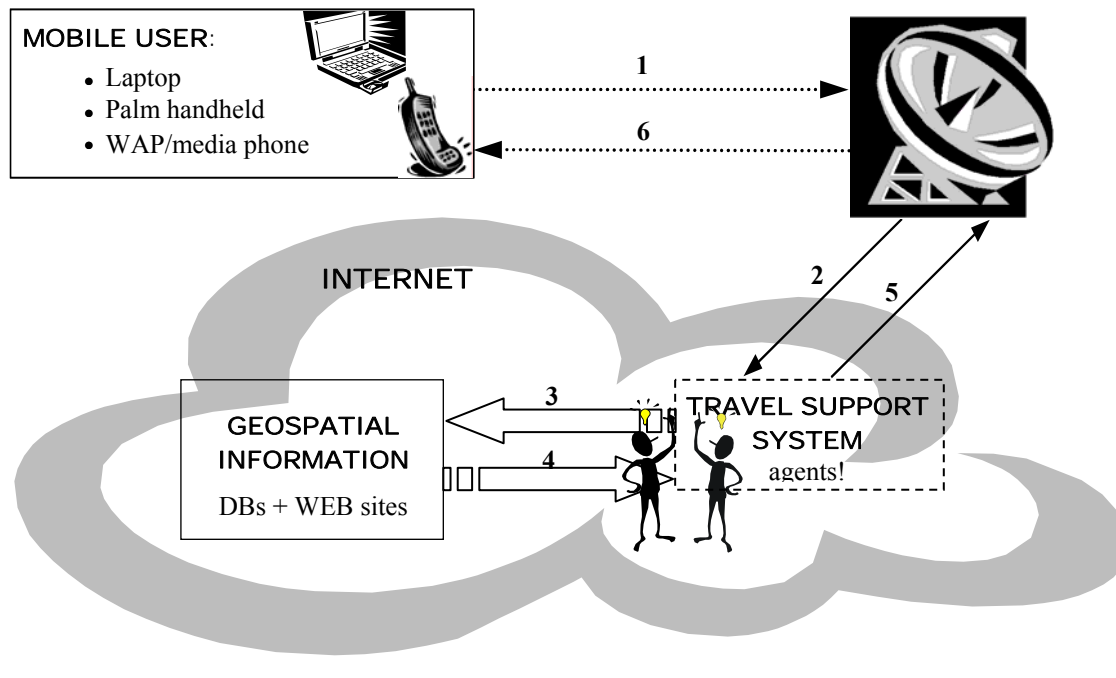 MOBILE USER:
• Laptop
• Palm handheld
• WAP/media phone
1
6
INTERNET
2
5
3
4
GEOSPATIAL
INFORMATION
DBs + WEB sites
TRAVEL SUPPORT
SYSTEM
agents!